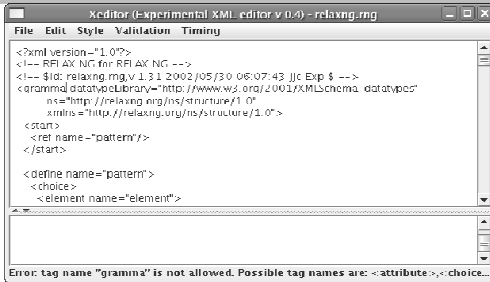 Xeditor (Experimental XML editor v 0.4) - relaxng.rng
File Edit Style Validation Timing
<?xml version="1.0"?>
<!-- RELAX NG for RELAX NG -->
<!-- $Id: relaxng.rng,v 1.31 2002/05/30 06:07:43 jjc Exp $ -->
<gramma datatypeLibrary="http://www.w3.org/2001/XMLSchema-datatypes"
ns="http://relaxng.org/ns/structure/1.0"
xmlns="http://relaxng.org/ns/structure/1.0">
<start>
<ref name="pattern"/>
</start>
<define name="pattern">
<choice>
<element name="element">
Error: tag name "gramma" is not allowed. Possible tag names are: <attribute>,<choice...